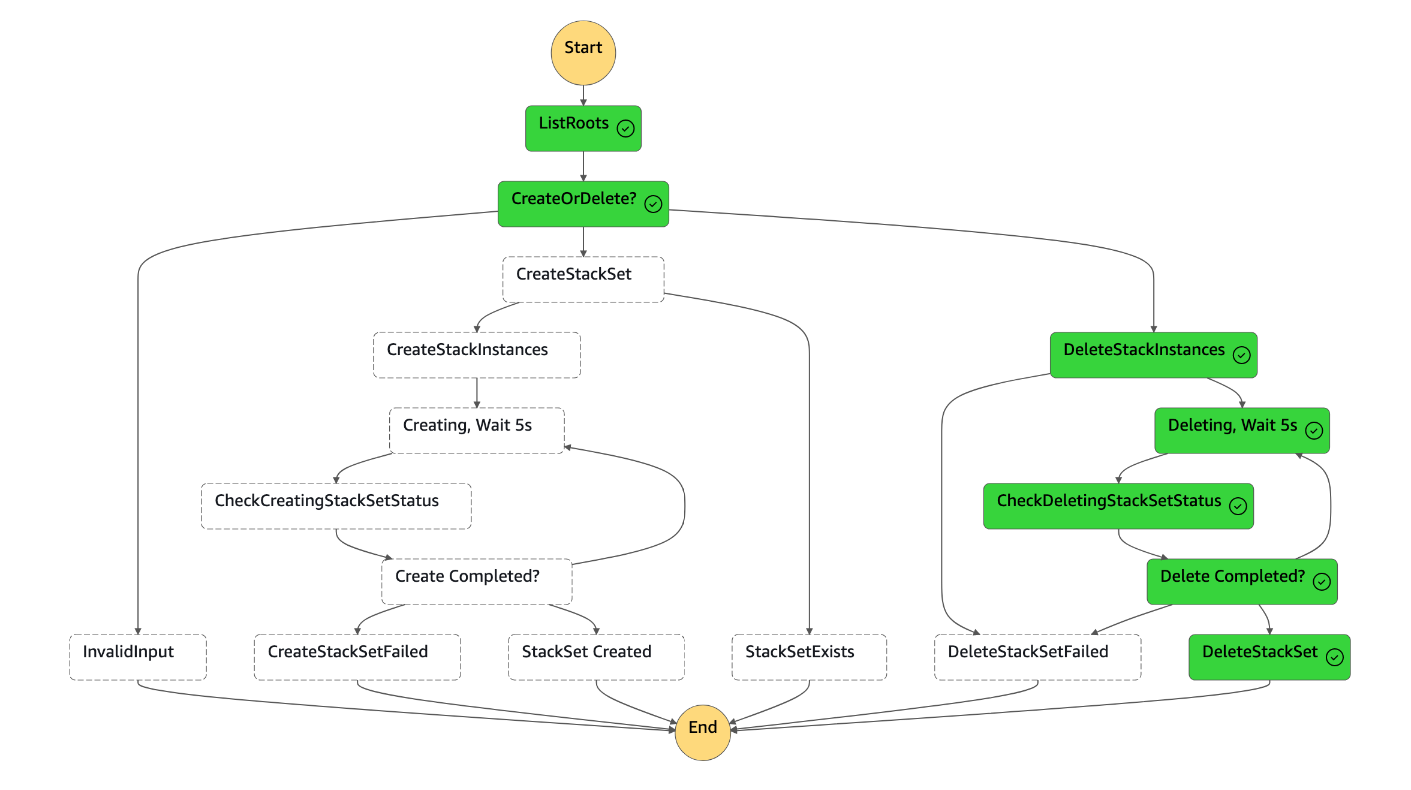 Start
ListRoots
CreateOrDelete?
CreateStackSet
CreateStackInstances
DeleteStackInstances
Creating, Wait 5s
Deleting, Wait 5s
CheckCreatingStackSetStatus
CheckDeletingStackSetStatus
Create Completed?
Delete Completed?
InvalidInput
CreateStackSetFailed
StackSet Created
StackSetExists
DeleteStackSetFailed
DeleteStackSet
End